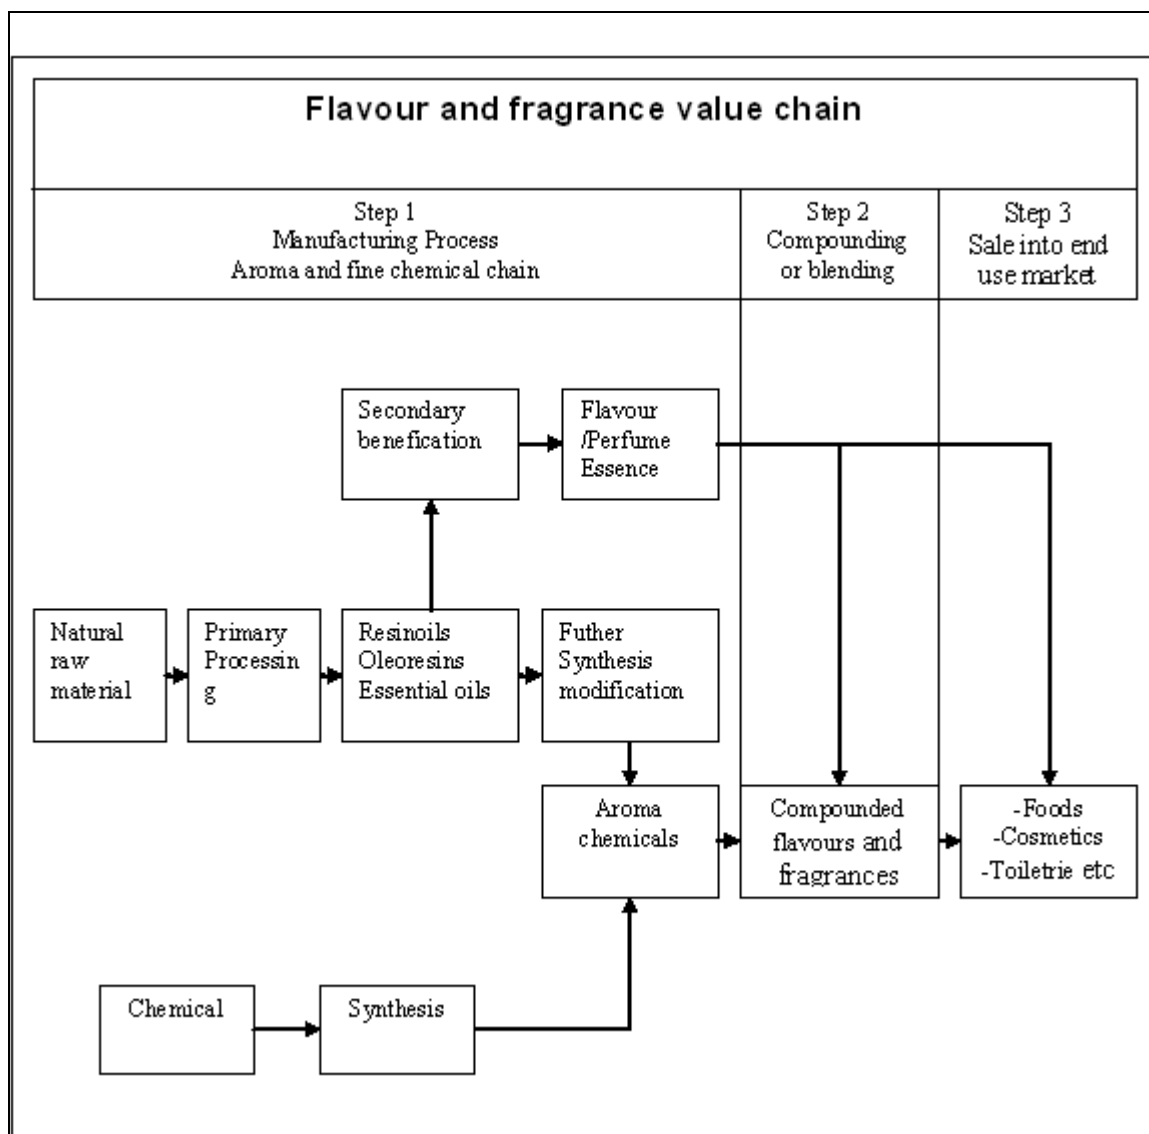 Flavour and fragrance value chain
Step 1
Manufacturing Process
Aroma and fine chemical chain
Step 2
Compounding
or blending
Step 3
Sale into end
use market
Secondary
benefication
Flavour
/Perfume
Essence
Natural
raw
material
Primary
Processin
g
Resinoils
Oleoresins
Essential oils
Futher
Synthesis
modification
Aroma
chemicals
Compounded
flavours and
fragrances
-Foods
-Cosmetics
-Toiletrie etc
Chemical
Synthesis